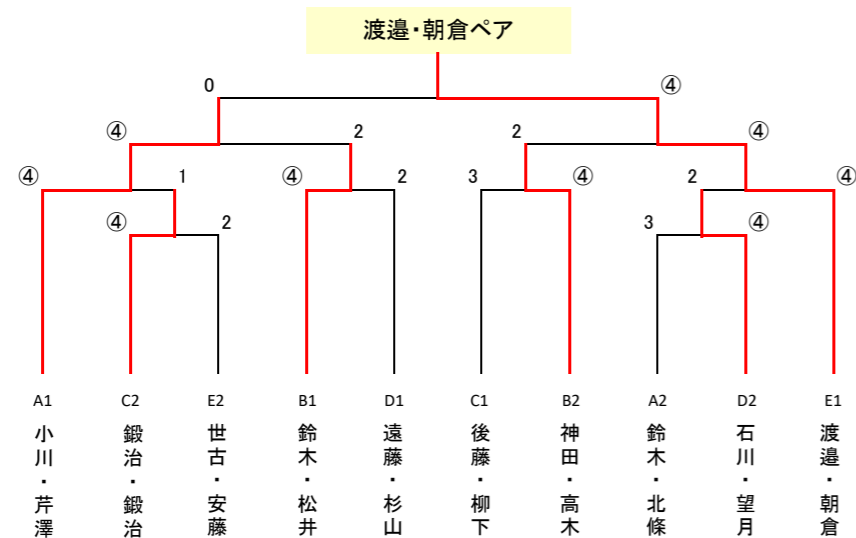 渡邉・朝倉ペア
0
④
④
2
2
④
④
1
④
2
3
④
2
④
④
2
3
④
A1
C2
E2
B1
D1
C1
B2
A2
D2
E1
小川・芹澤
鍛治・鍛治
世古・安藤
鈴木・松井
遠藤・杉山
後藤・柳下
神田・高木
鈴木・北條
石川・望月
渡邉・朝倉